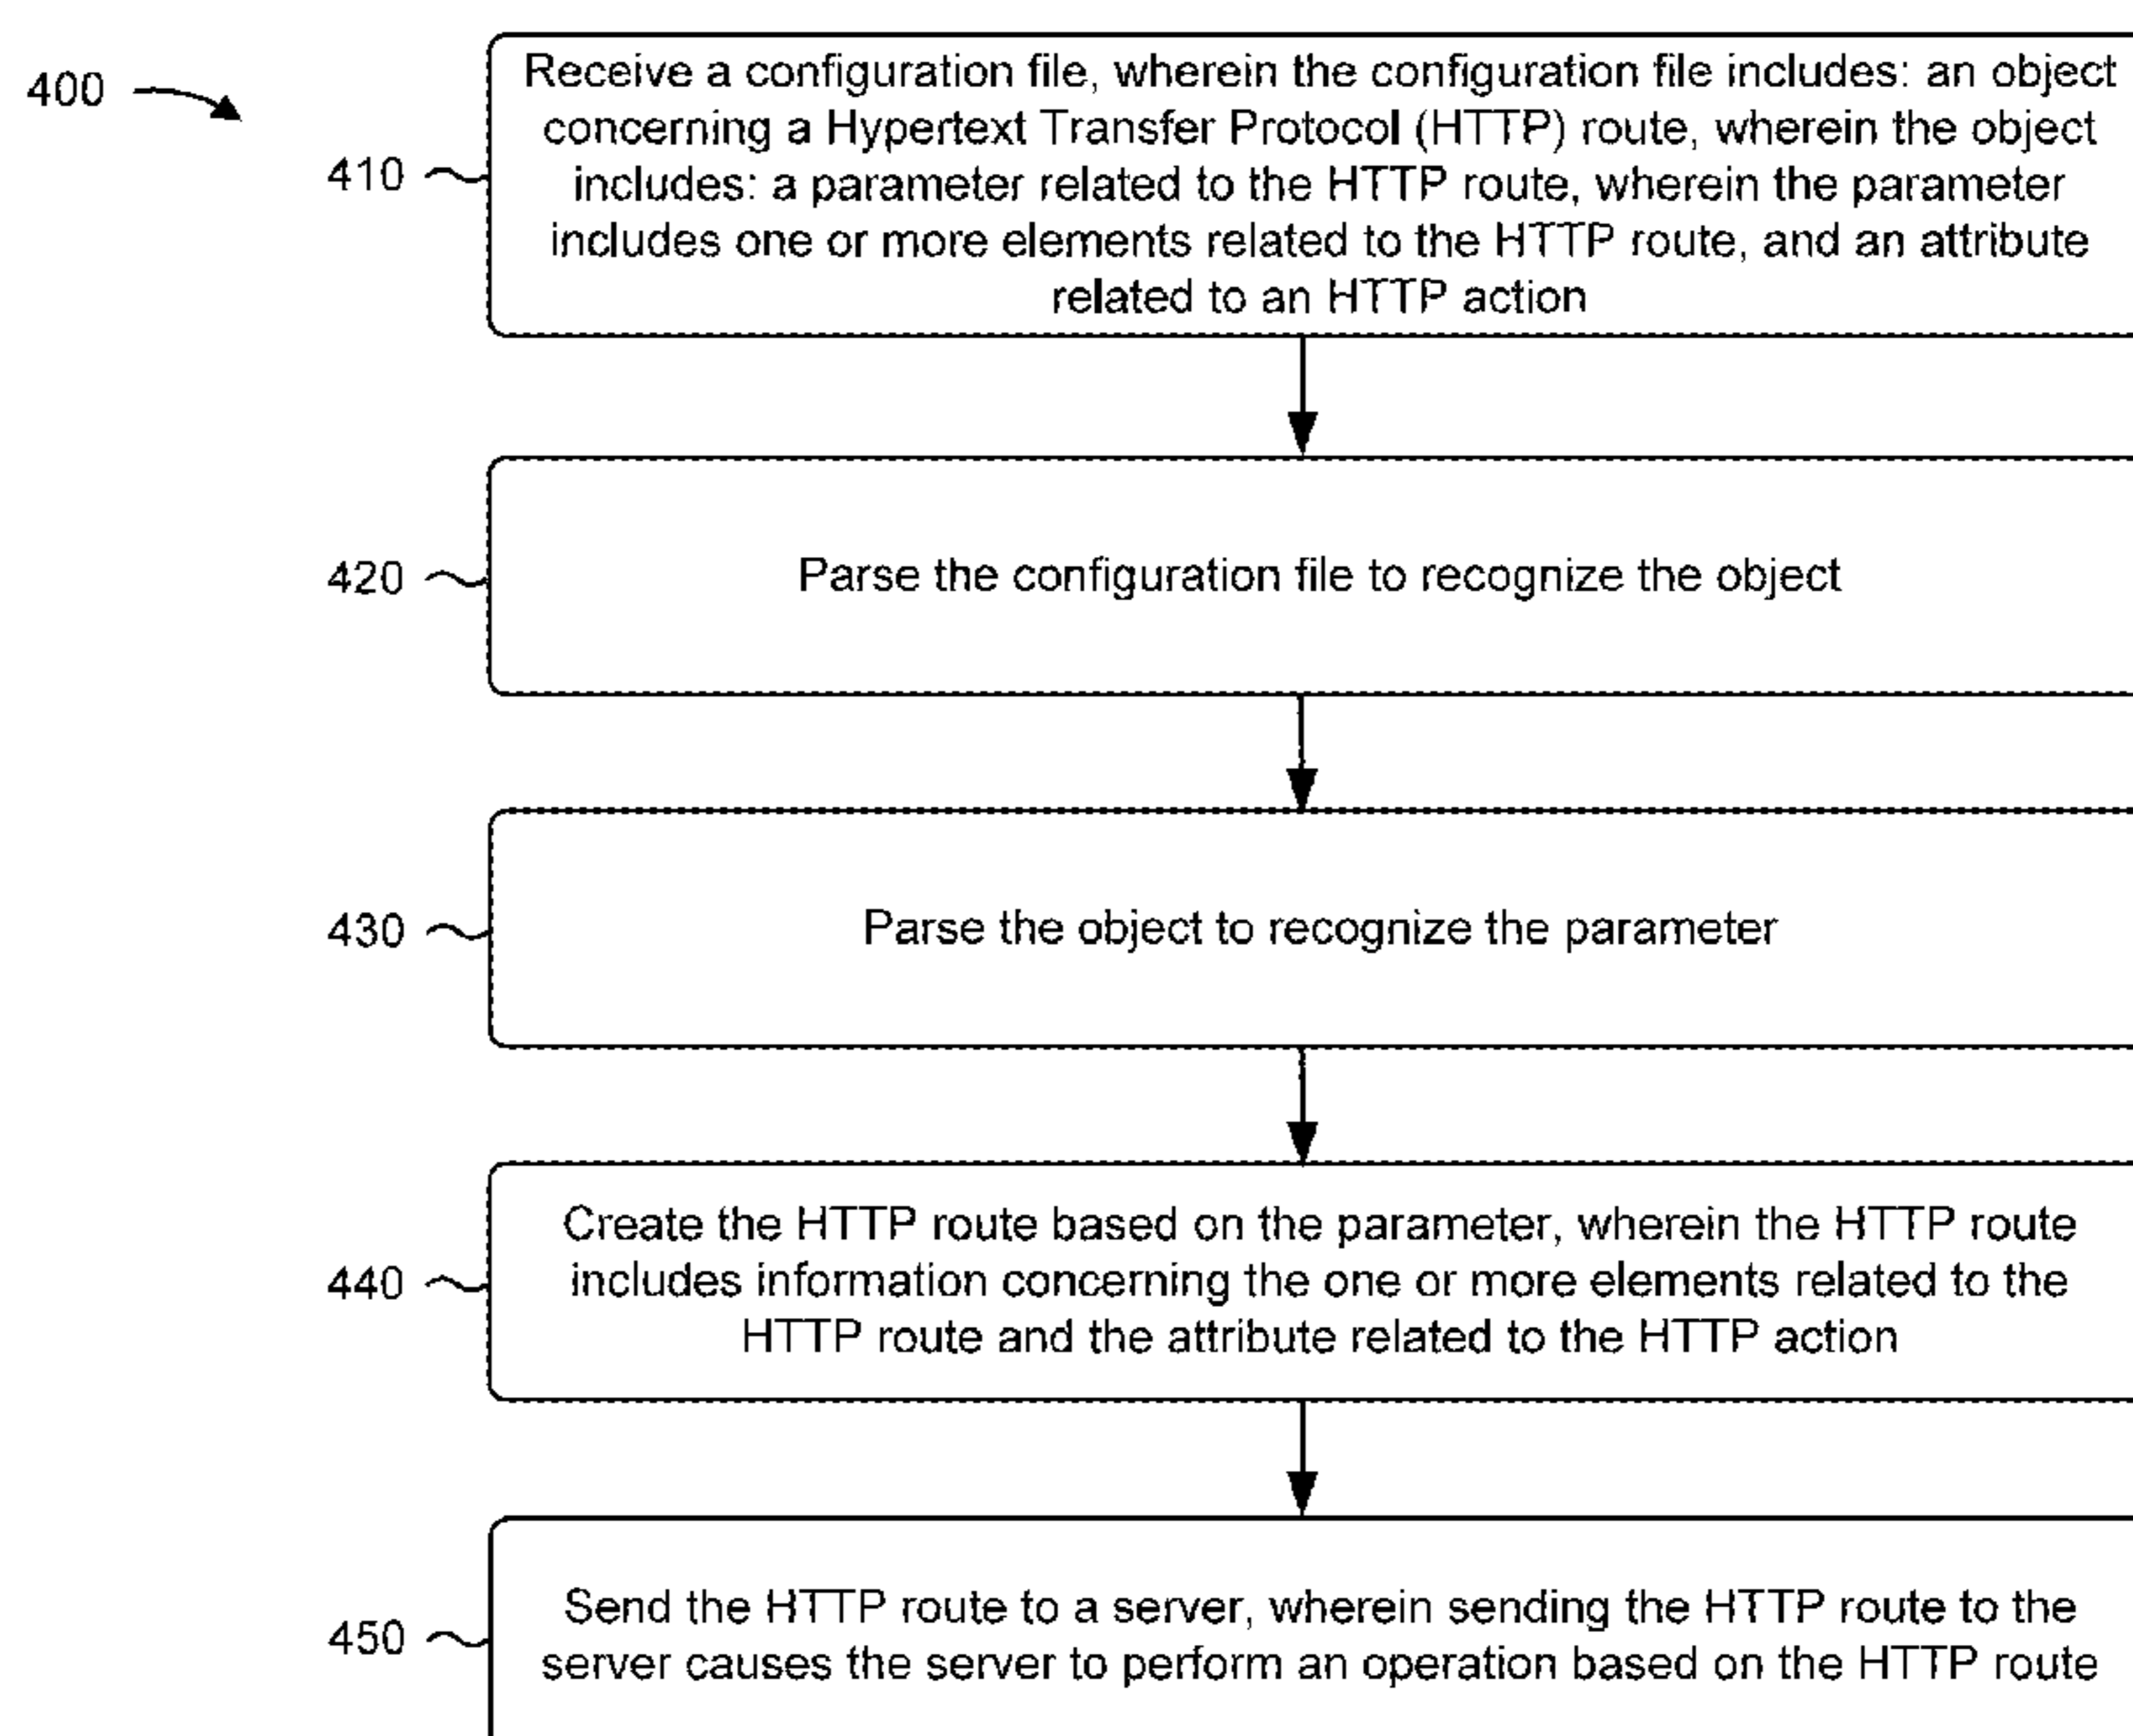 400
Receive a configuration file, wherein the configuration file includes: an object
concerning a Hypertext Transfer Protocol (HTTP) route, wherein the object
410
includes: a parameter related to the HTTP route, wherein the parameter
includes one or more elements related to the HTTP route, and an attribute
related to an HTTP action
420
Parse the configuration file to recognize the object
430
Parse the object to recognize the parameter
Create the HTTP route based on the parameter, wherein the HTTP route
440
includes information concerning the one or more elements related to the
HTTP route and the attribute related to the HTTP action
450
Send the HTTP route to a server, wherein sending the HTTP route to the
server causes the server to perform an operation based on the HTTP route